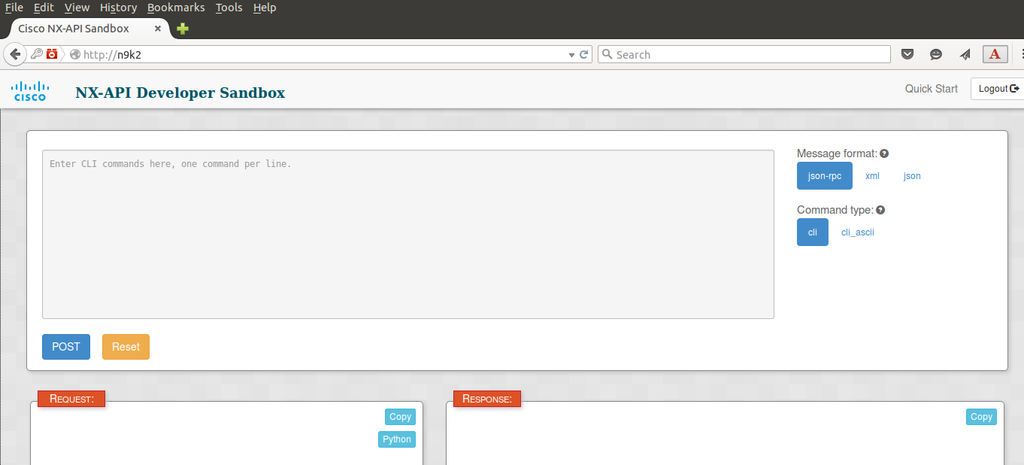 File Edit View History Bookmarks Tools Help
Cisco NX-API Sandbox
http://n9k2
Search
A
CISCO
NX-API Developer Sandbox
Quick Start
Logout
Enter CLI commands here, one command per line.
Message format:
json-rpc xml json
Command type:
cli cli_ascii
POST Reset
REQUEST:
Copy
Python
RESPONSE:
Copy